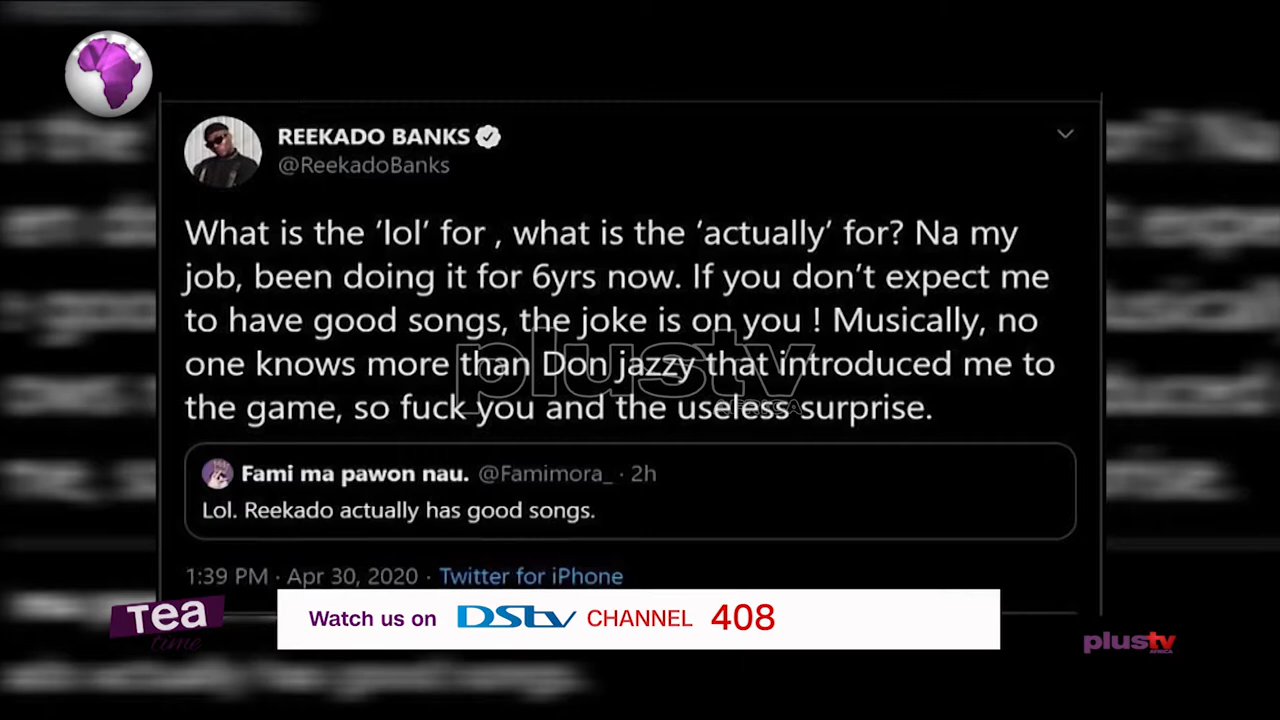 REEKADO BANKS
@ReekadoBanks
What is the ‘lol’ for , what is the ‘actually’ for? Na my
job, been doing it for 6yrs now. If you don’t expect me
to have good songs, the joke is on you ! Musically, no
one knows more than Don jazzy that introduced me to
the game, so fuck you and the useless surprise.
plustv
AFRICA
Fami ma pawon nau. @Famimora_ · 2h
Lol. Reekado actually has good songs.
1:39 PM · Apr 30, 2020 · Twitter for iPhone
Tea
time
Watch us on DStv CHANNEL 408
plustv
AFRICA